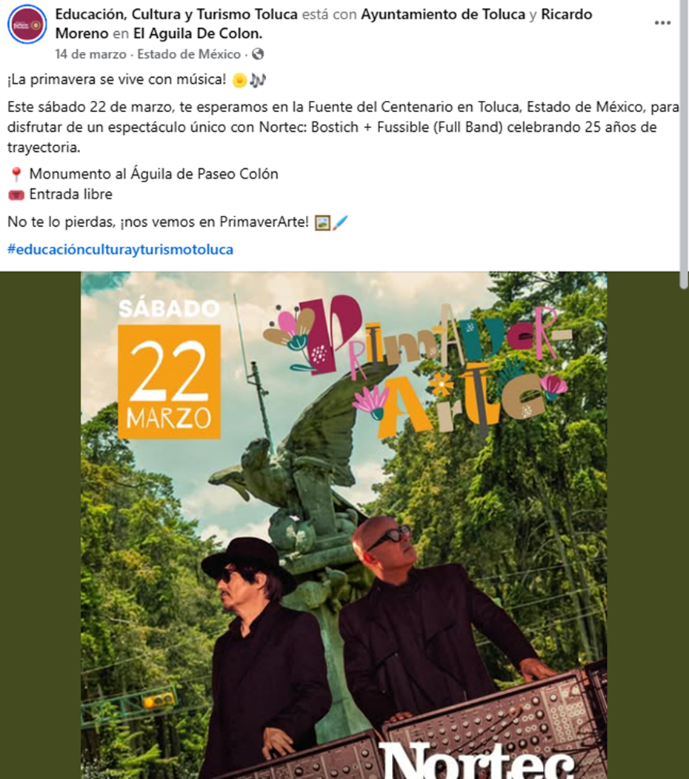 Educación, Cultura y Turismo Toluca está con Ayuntamiento de Toluca y Ricardo
Moreno en El Aguila De Colon.
14 de marzo · Estado de México ·
¡La primavera se vive con música! 🌞🎶
Este sábado 22 de marzo, te esperamos en la Fuente del Centenario en Toluca, Estado de México, para
disfrutar de un espectáculo único con Nortec: Bostich + Fussible (Full Band) celebrando 25 años de
trayectoria.
📍 Monumento al Águila de Paseo Colón
🎟️ Entrada libre
No te lo pierdas, ¡nos vemos en PrimaverArte! 🖼️🖌️
#educaciónculturayturismotoluca
SÁBADO
22
MARZO
PRIMAVER-
ARTE
Nortec